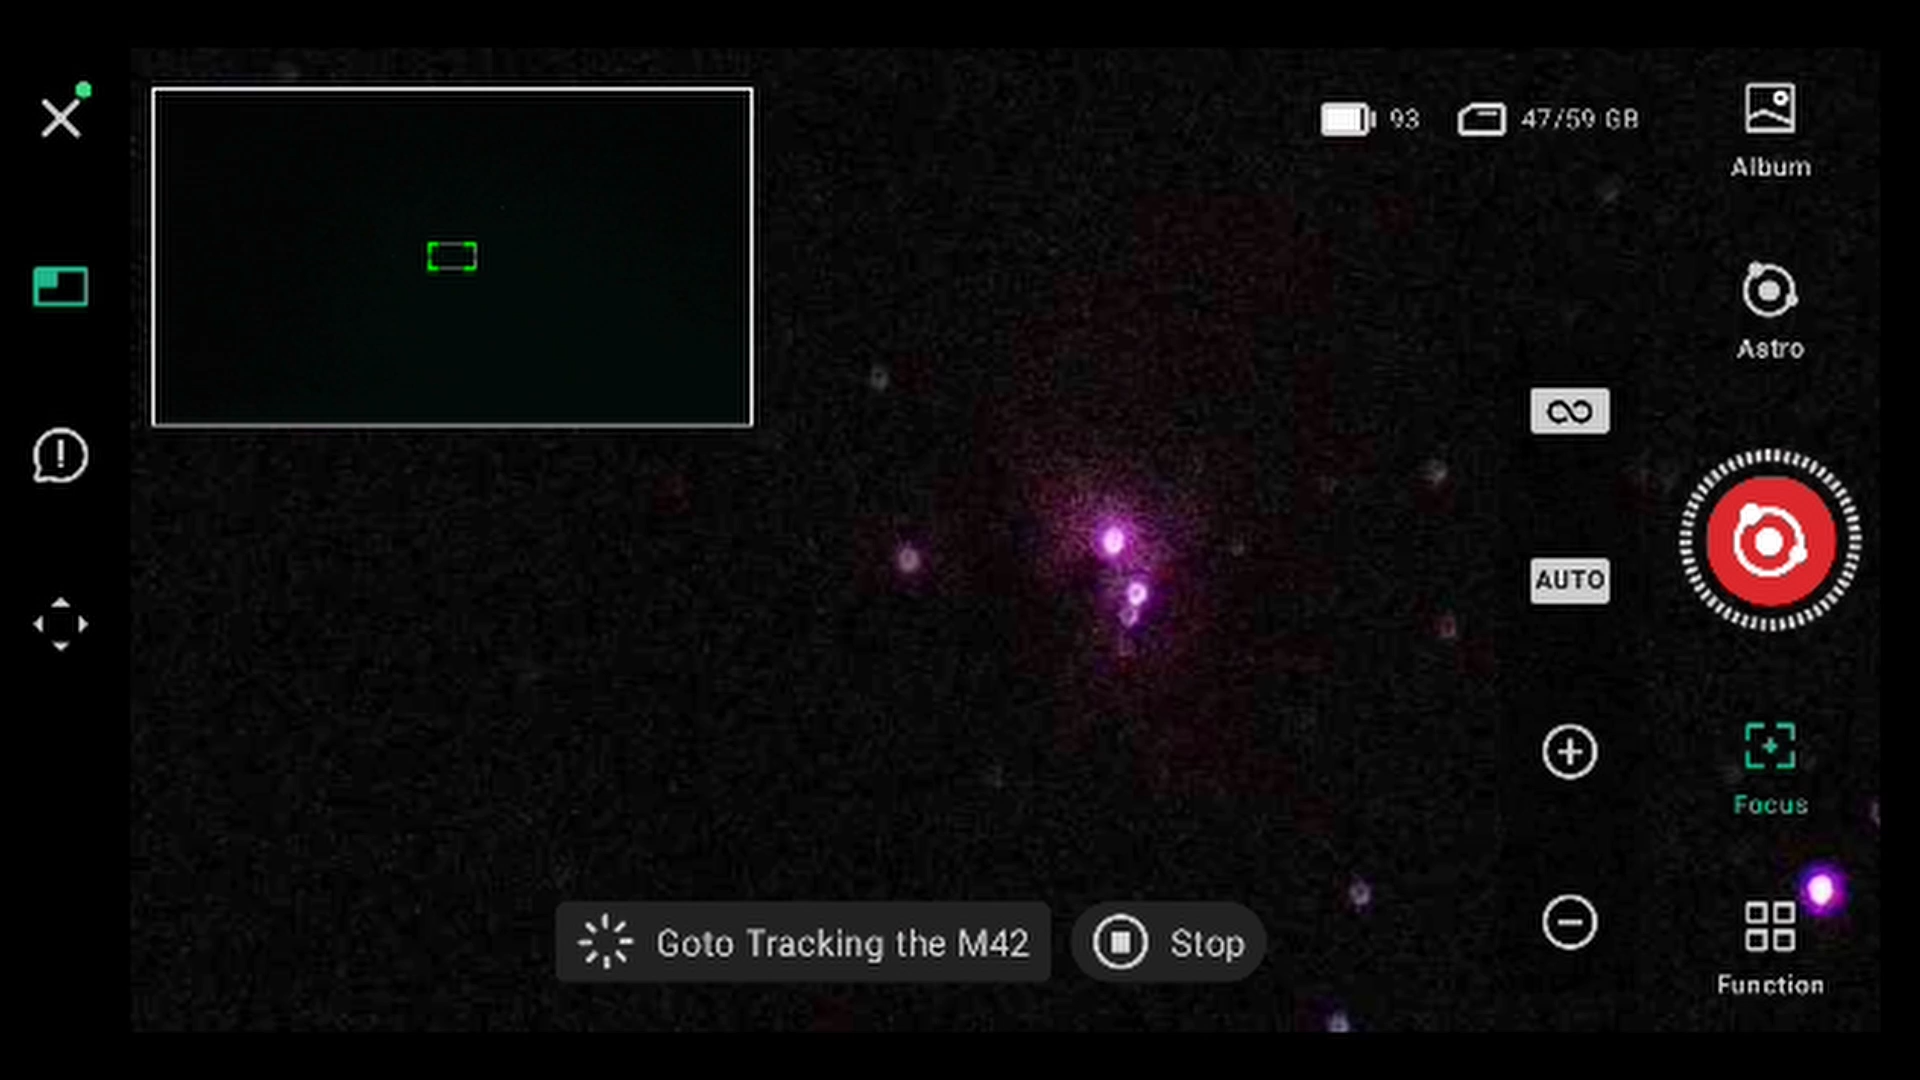 93
47/59 GB
Album
Astro
AUTO
Focus
Goto Tracking the M42
Stop
Function